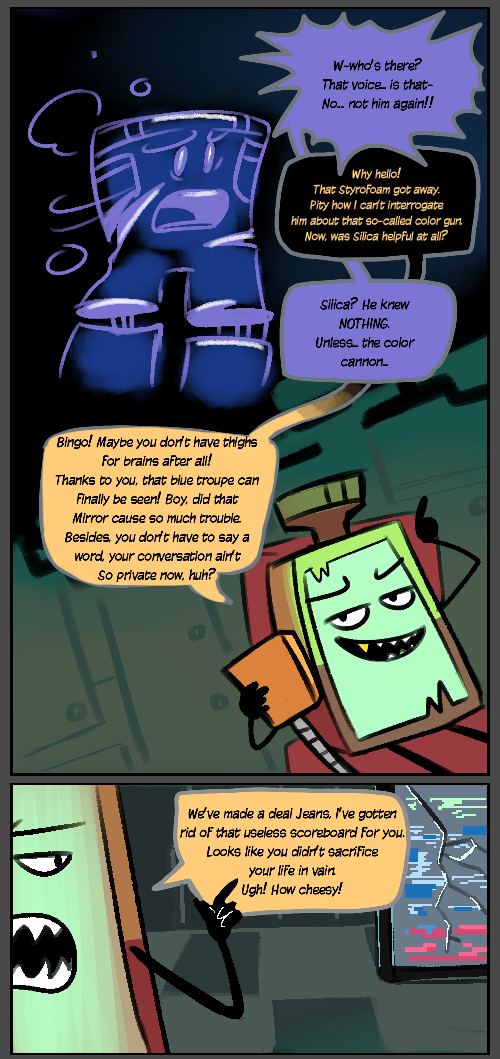 W-who's there?
That voice... is that-
No... not him again!!
Why hello!
That Styrofoam got away.
Pity how I can't interrogate
him about that so-called color gun.
Now, was Silica helpful at all?
Silica? He knew
NOTHING.
Unless... the color
cannon...
Bingo! Maybe you don't have thighs
for brains after all!
Thanks to you, that blue troupe can
finally be seen! Boy, did that
Mirror cause so much trouble.
Besides, you don't have to say a
word, your conversation ain't
so private now, huh?
We've made a deal Jeans, I've gotten
rid of that useless scoreboard for you.
Looks like you didn't sacrifice
your life in vain.
Ugh! How cheesy!